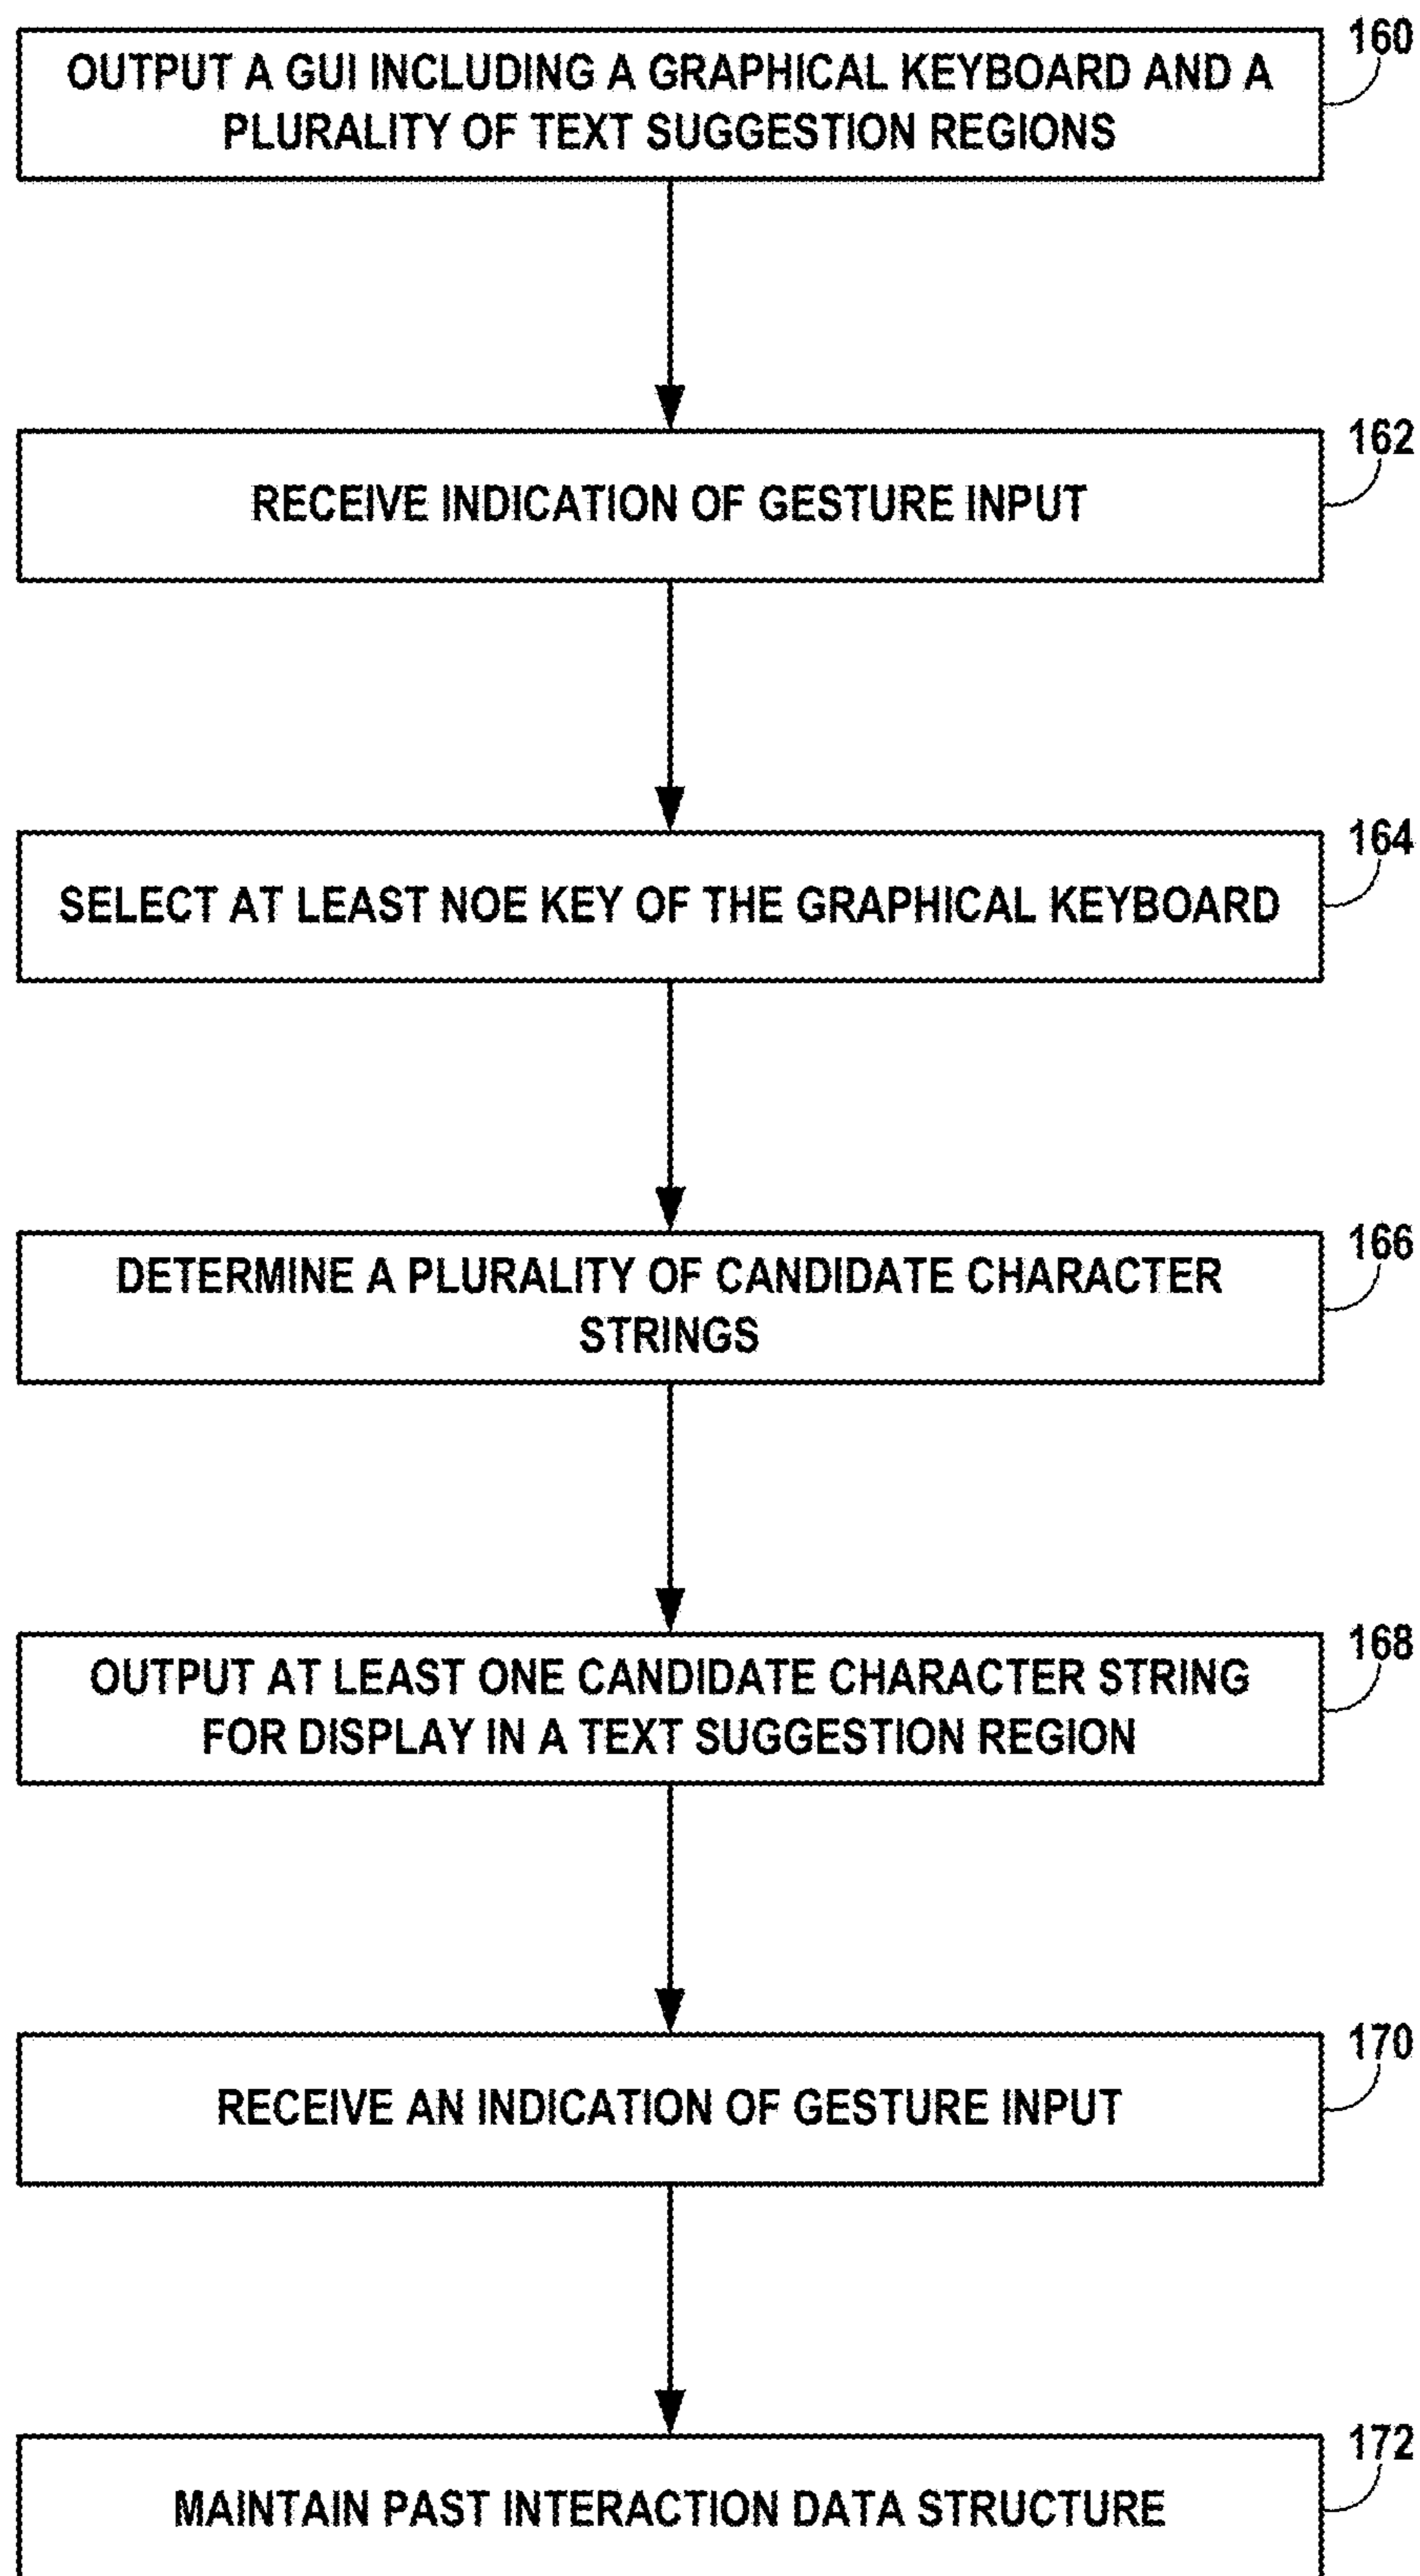 160
OUTPUT A GUI INCLUDING A GRAPHICAL KEYBOARD AND A
PLURALITY OF TEXT SUGGESTION REGIONS
162
RECEIVE INDICATION OF GESTURE INPUT
164
SELECT AT LEAST NOE KEY OF THE GRAPHICAL KEYBOARD
166
DETERMINE A PLURALITY OF CANDIDATE CHARACTER
STRINGS
168
OUTPUT AT LEAST ONE CANDIDATE CHARACTER STRING
FOR DISPLAY IN A TEXT SUGGESTION REGION
170
RECEIVE AN INDICATION OF GESTURE INPUT
172
MAINTAIN PAST INTERACTION DATA STRUCTURE